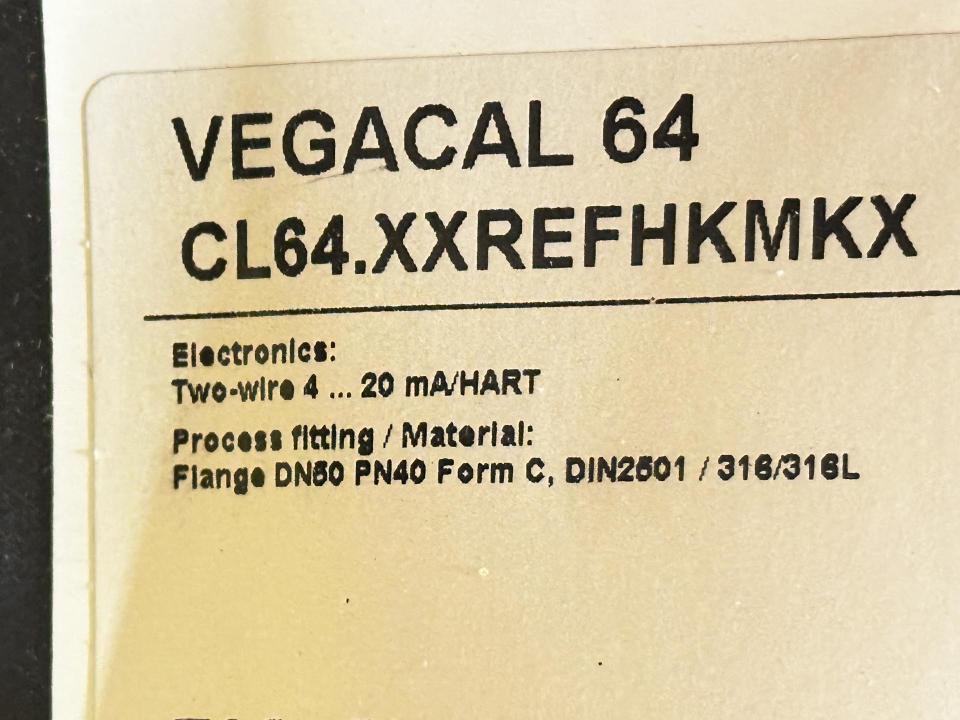 VEGACAL 64
CL64.XXREFHKMKX
Electronics:
Two-wire 4 ... 20 mA/HART
Process fitting / Material:
Flange DN50 PN40 Form C, DIN2501 / 316/316L